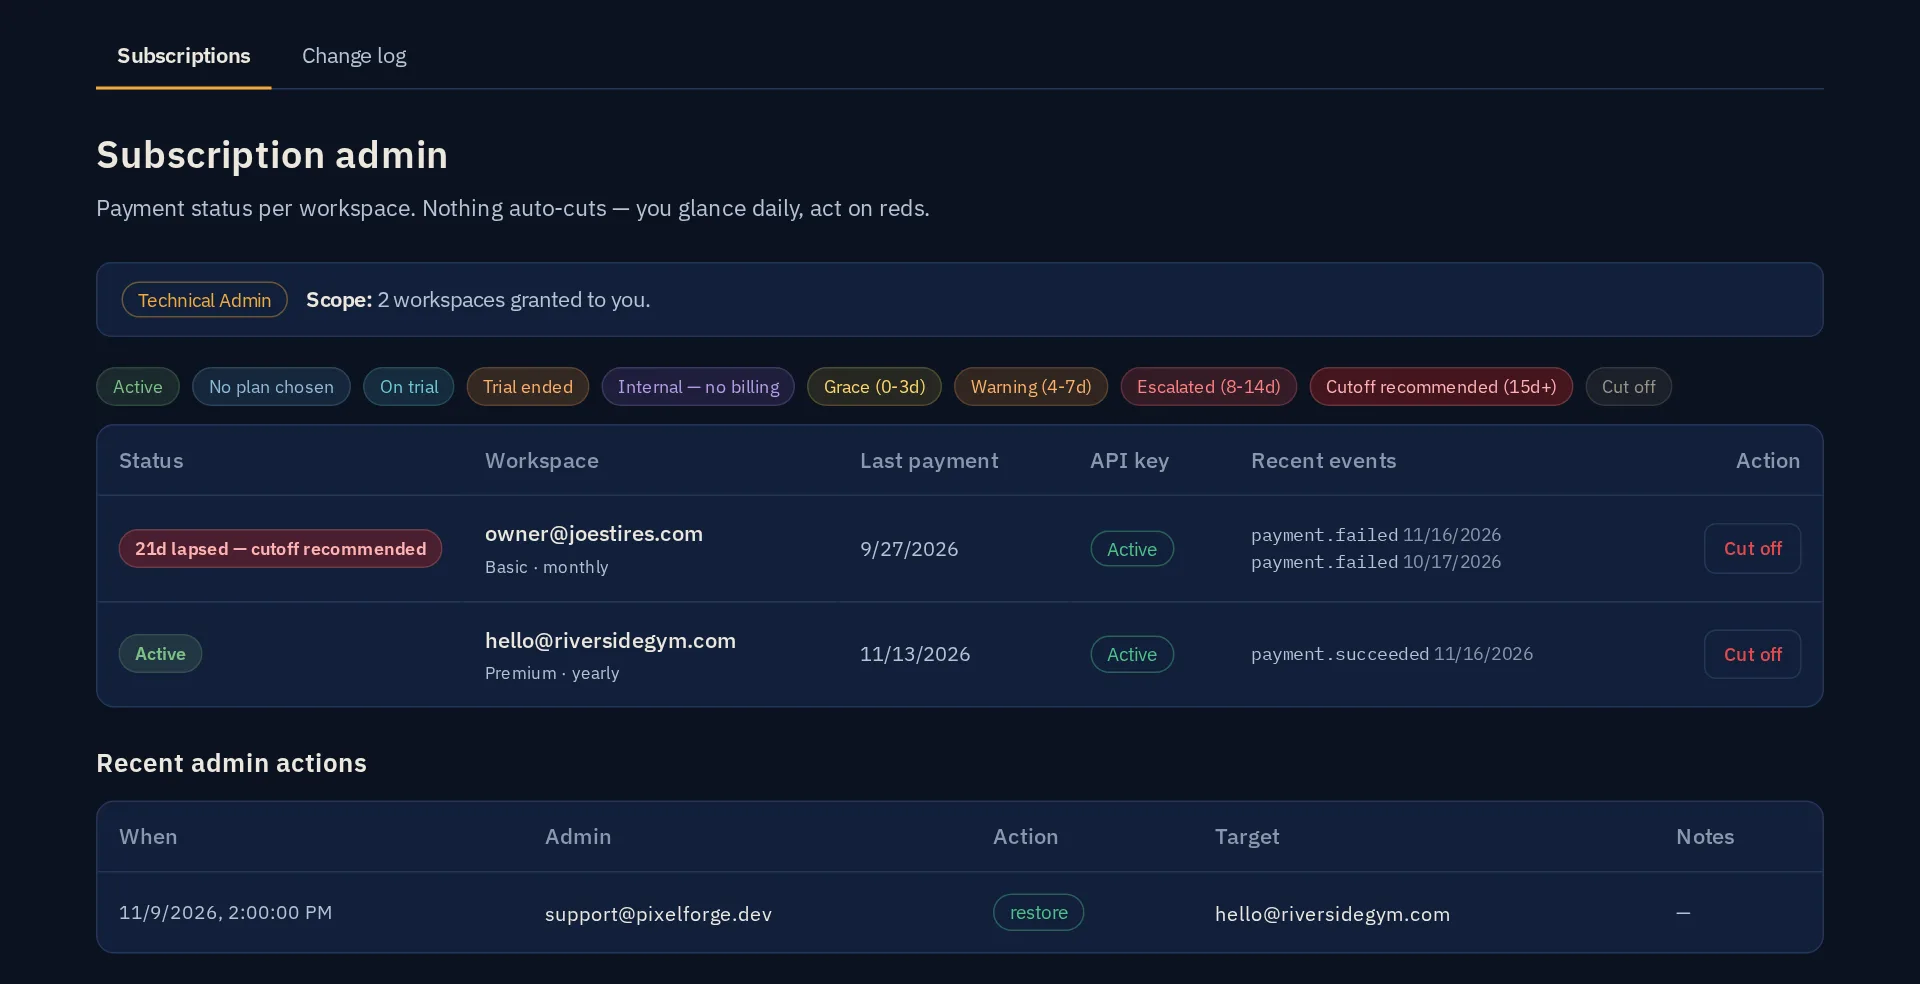 Subscriptions Change log
Subscription admin
Payment status per workspace. Nothing auto-cuts — you glance daily, act on reds.
Technical Admin Scope: 2 workspaces granted to you.
Active No plan chosen On trial Trial ended Internal — no billing Grace (0-3d) Warning (4-7d) Escalated (8-14d) Cutoff recommended (15d+) Cut off
Status Workspace Last payment API key Recent events Action
21d lapsed — cutoff recommended owner@joestires.com 9/27/2026 Active payment.failed 11/16/2026 Cut off
Basic · monthly payment.failed 10/17/2026
Active hello@riversidegym.com 11/13/2026 Active payment.succeeded 11/16/2026 Cut off
Premium · yearly
Recent admin actions
When Admin Action Target Notes
11/9/2026, 2:00:00 PM support@pixelforge.dev restore hello@riversidegym.com —